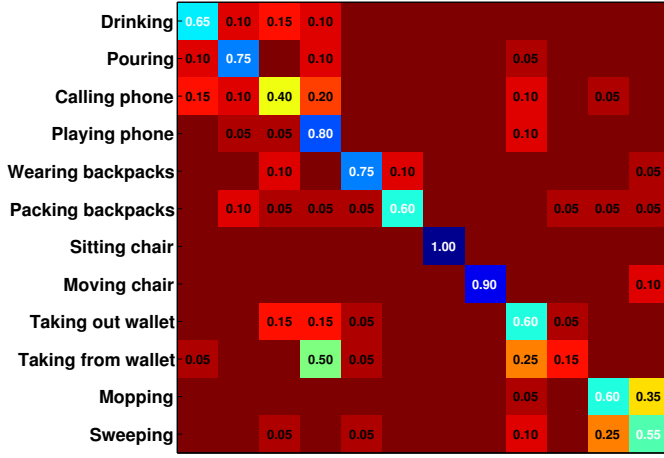 Drinking 0.65 0.10 0.15 0.10
Pouring 0.10 0.75 0.10 0.05
Calling phone 0.15 0.10 0.40 0.20 0.10 0.05
Playing phone 0.05 0.05 0.80 0.10
Wearing backpacks 0.10 0.75 0.10 0.05
Packing backpacks 0.10 0.05 0.05 0.05 0.60 0.05 0.05 0.05
Sitting chair 1.00
Moving chair 0.90 0.10
Taking out wallet 0.15 0.15 0.05 0.60 0.05
Taking from wallet 0.05 0.50 0.05 0.25 0.15
Mopping 0.05 0.60 0.35
Sweeping 0.05 0.05 0.10 0.25 0.55